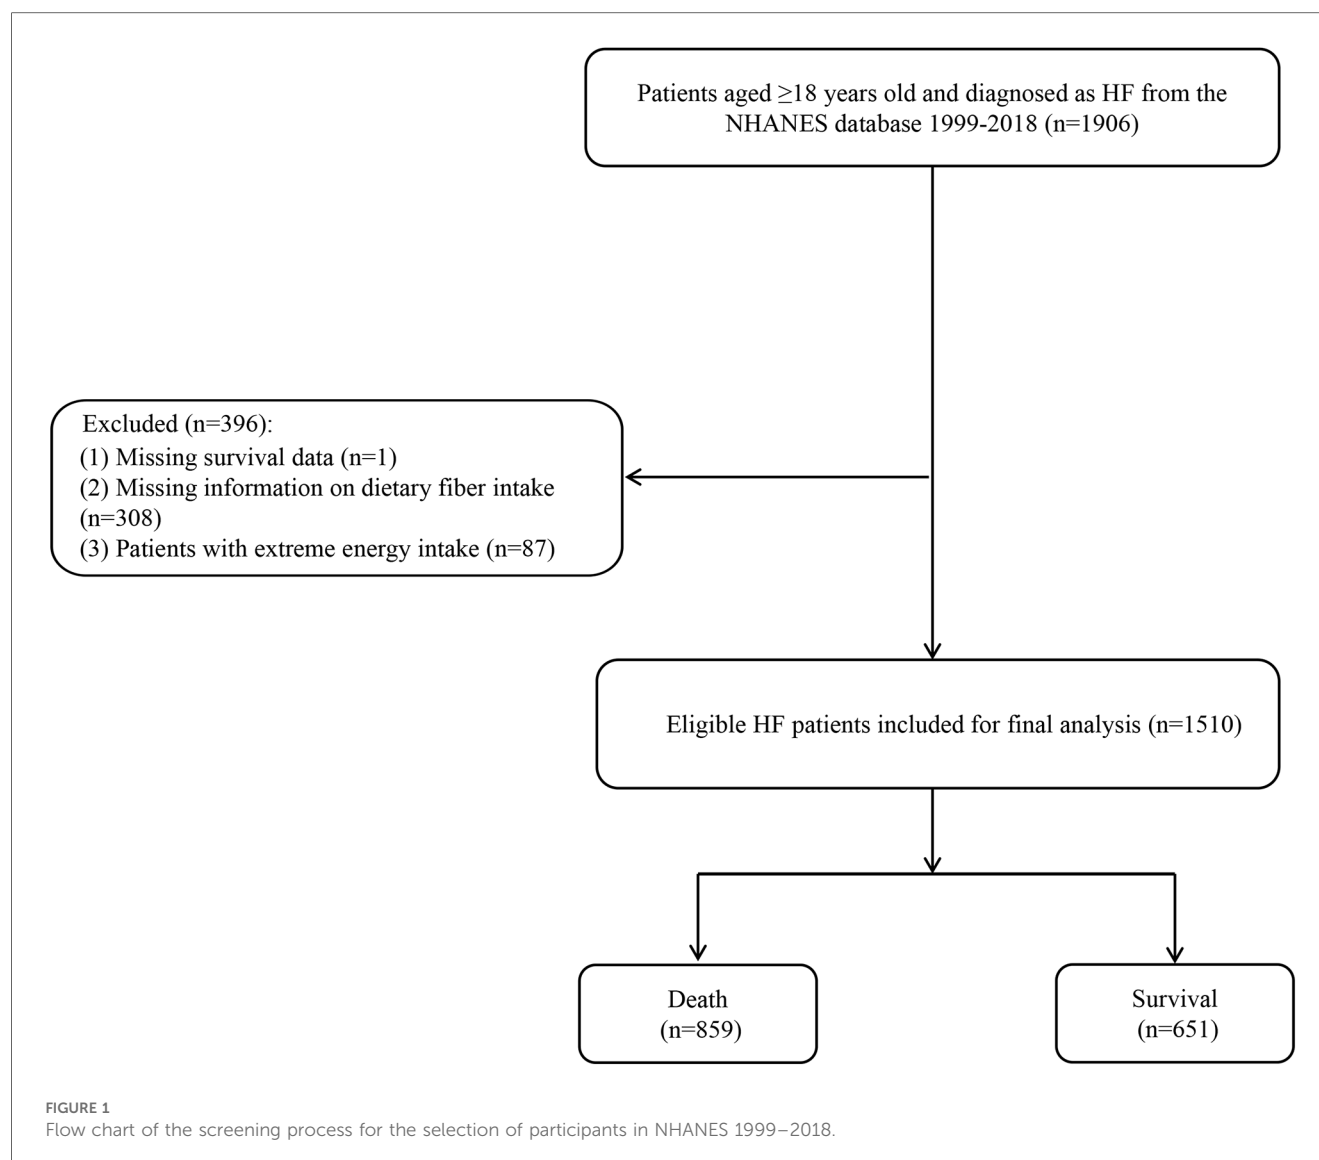 Patients aged ≥18 years old and diagnosed as HF from the
NHANES database 1999-2018 (n=1906)
Excluded (n=396):
(1) Missing survival data (n=1)
(2) Missing information on dietary fiber intake
(n=308)
(3) Patients with extreme energy intake (n=87)
Eligible HF patients included for final analysis (n=1510)
Death
(n=859)
Survival
(n=651)
FIGURE 1
Flow chart of the screening process for the selection of participants in NHANES 1999–2018.